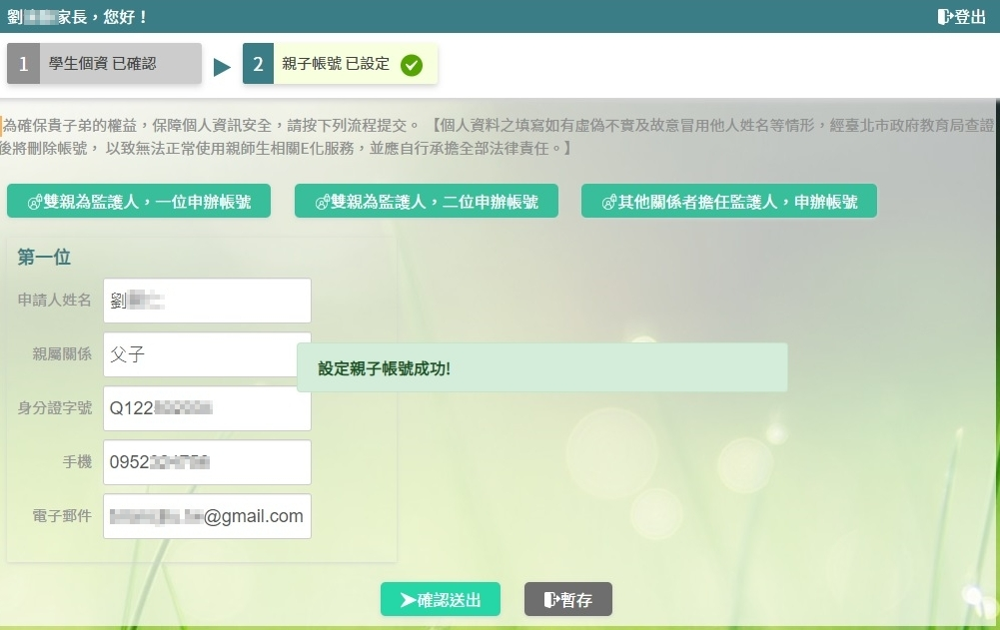 劉家長，您好！
登出
1 學生個資 已確認
2 親子帳號 已設定
為確保貴子弟的權益，保障個人資訊安全，請按下列流程提交。 【個人資料之填寫如有虛偽不實及故意冒用他人姓名等情形，經臺北市政府教育局查證
後將刪除帳號， 以致無法正常使用親師生相關E化服務，並應自行承擔全部法律責任。】
雙親為監護人，一位申辦帳號
雙親為監護人，二位申辦帳號
其他關係者擔任監護人，申辦帳號
第一位
申請人姓名 劉
親屬關係 父子
設定親子帳號成功!
身分證字號 Q122
手機 0952
電子郵件 @gmail.com
確認送出
暫存